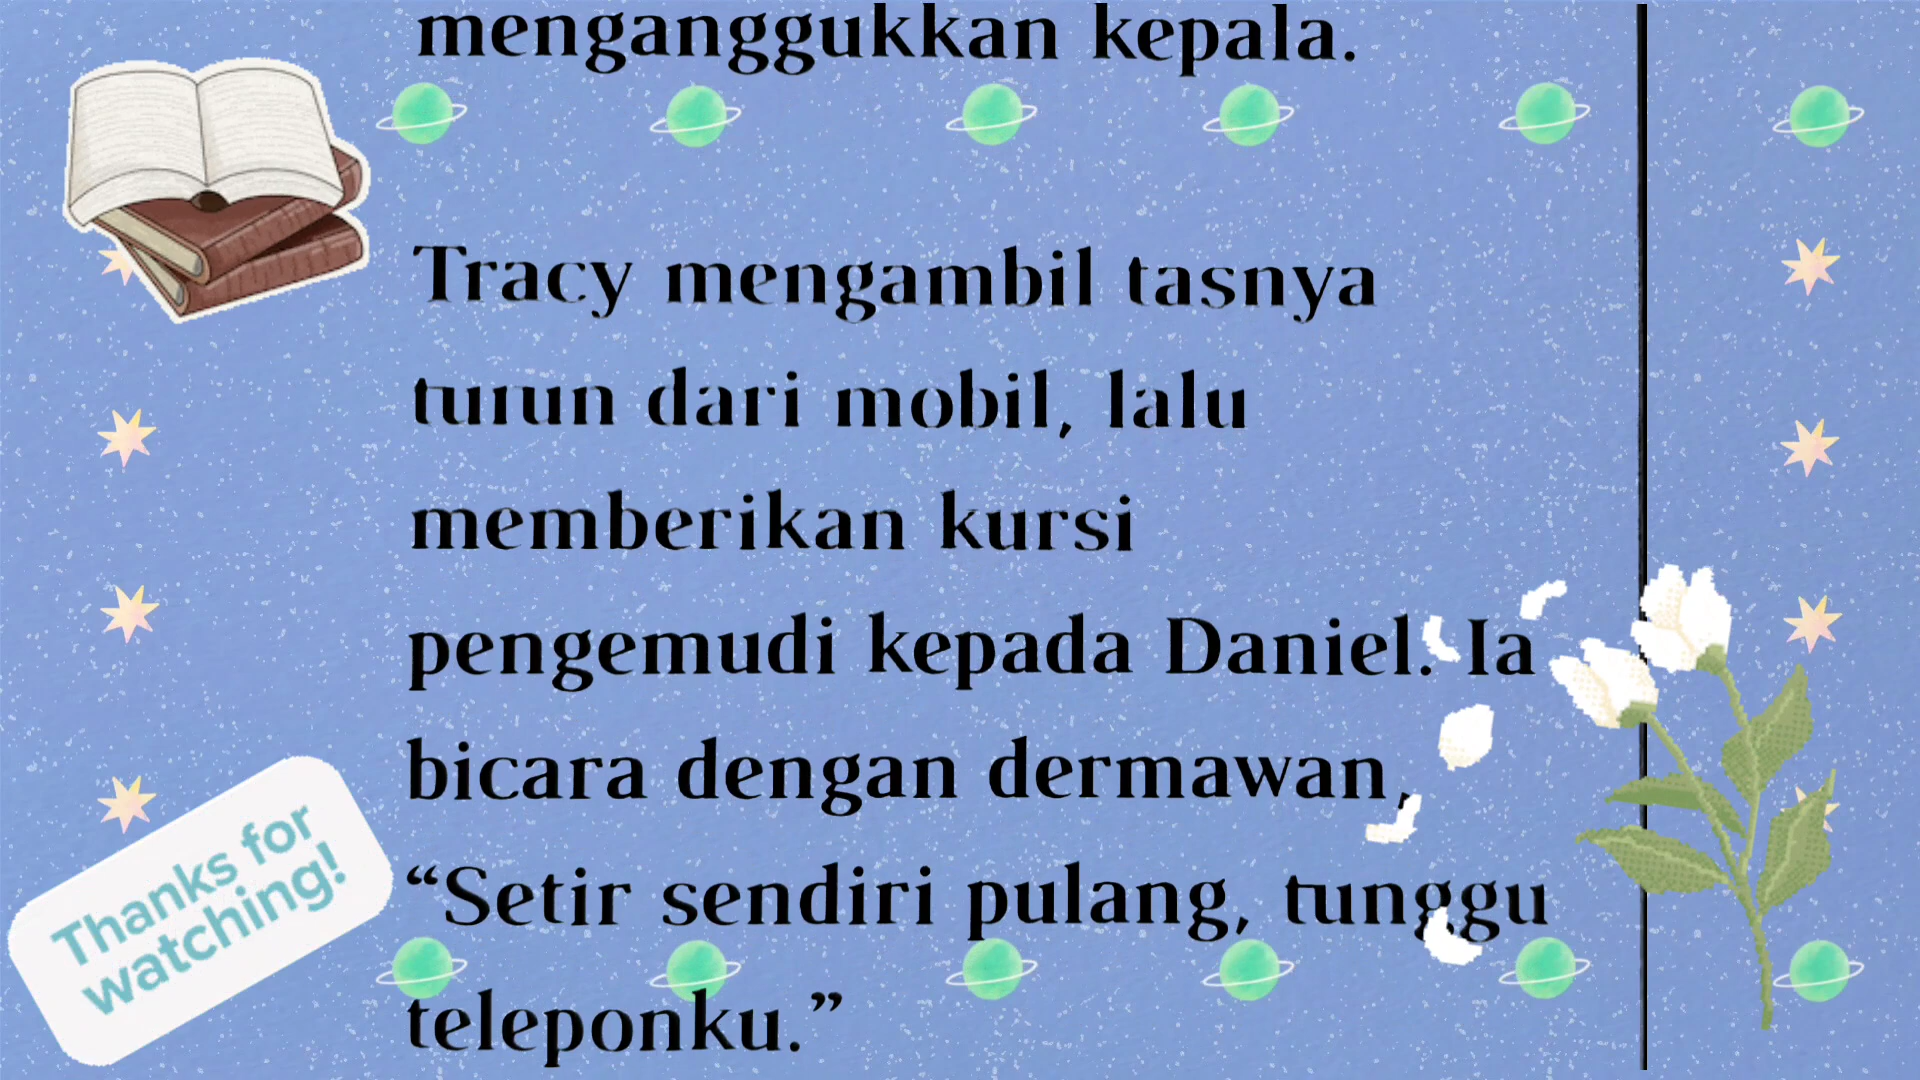 menganggukkan kepala.
Tracy mengambil tasnya
turun dari mobil, lalu
memberikan kursi
pengemudi kepada Daniel. Ia
bicara dengan dermawan,
“Setir sendiri pulang, tunggu
teleponku.”
Thanks for
watching!